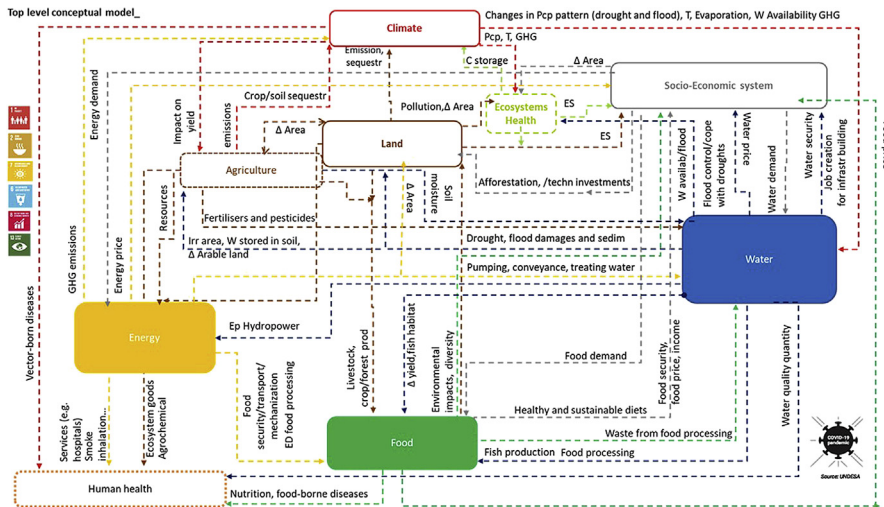 Top level conceptual model_
Changes in Pcp pattern (drought and flood), T, Evaporation, W Availability GHG
Climate
Pcp, T, GHG
Emission,
sequestr
C storage
Δ Area
Socio-Economic system
Energy demand
Crop/soil sequestr
Impact on
yield
emissions
Pollution,Δ Area
Ecosystems
Health
ES
Δ Area
Land
ES
Agriculture
Afforestation, /techn investments
W availab/flood
Flood control/cope
with droughts
Water price
Water demand
Water security
Job creation
for infrastr building
Resources
Δ Area
Soil
moisture
Fertilisers and pesticides
Irr area, W stored in soil,
Δ Arable land
Drought, flood damages and sedim
Water
GHG emissions
Energy price
Pumping, conveyance, treating water
Vector-born diseases
Energy
Ep Hydropower
Livestock,
crop/forest prod
Δ yield,fish habitat
Environmental
impacts, diversity
Food demand
Food security,
food price, income
Water quality quantity
Services (e.g.
hospitals)
Smoke
inhalation...
Ecosystem goods
Agrochemical
Food
security/transport/
mechanization
ED food processing
Healthy and sustainable diets
Food
Waste from food processing
Fish production
Food processing
COVID-19
pandemic
Source: UNDESA
Human health
Nutrition, food-borne diseases